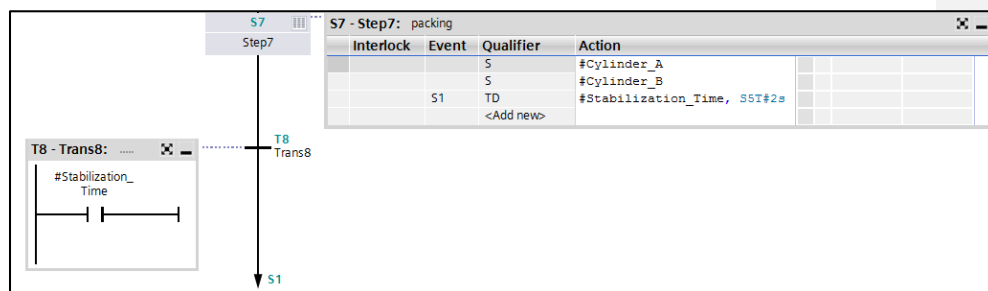 S7
Step7
S7 - Step7: packing
Interlock Event Qualifier Action
S #Cylinder_A
S #Cylinder_B
S1 TD #Stabilization_Time, S5T#2s
<Add new>
T8
Trans8
T8 - Trans8: .....
#Stabilization_
Time
S1